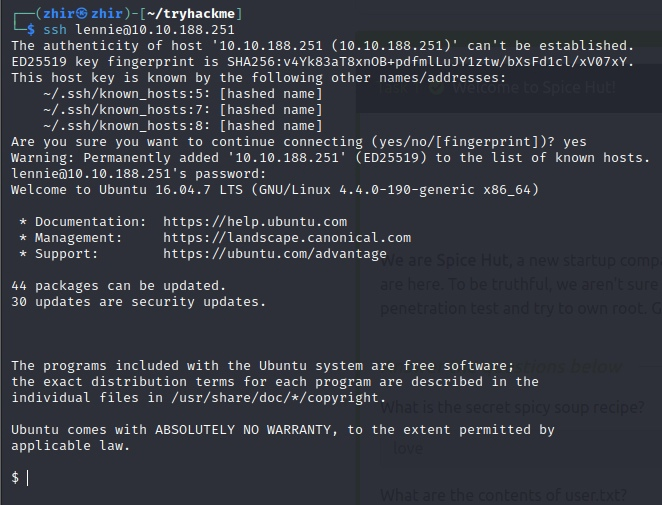 ┌──(zhir㉿zhir)-[~/tryhackme]
└─$ ssh lennie@10.10.188.251
The authenticity of host '10.10.188.251 (10.10.188.251)' can't be established.
ED25519 key fingerprint is SHA256:v4Yk83aT8xnOB+pdfmlLuJY1ztw/bXsFd1cl/xV07xY.
This host key is known by the following other names/addresses:
    ~/.ssh/known_hosts:5: [hashed name]
    ~/.ssh/known_hosts:7: [hashed name]
    ~/.ssh/known_hosts:8: [hashed name]
Are you sure you want to continue connecting (yes/no/[fingerprint])? yes
Warning: Permanently added '10.10.188.251' (ED25519) to the list of known hosts.
lennie@10.10.188.251's password:
Welcome to Ubuntu 16.04.7 LTS (GNU/Linux 4.4.0-190-generic x86_64)
 * Documentation:  https://help.ubuntu.com
 * Management:     https://landscape.canonical.com
 * Support:        https://ubuntu.com/advantage
44 packages can be updated.
30 updates are security updates.
The programs included with the Ubuntu system are free software;
the exact distribution terms for each program are described in the
individual files in /usr/share/doc/*/copyright.
Ubuntu comes with ABSOLUTELY NO WARRANTY, to the extent permitted by
applicable law.
$
Welcome to Spice Hut!
We are Spice Hut, a new startup
are here. To be truthful, we aren't sure
penetration test and try to own root.
below
What is the secret spicy soup recipe?
love
What are the contents of user.txt?